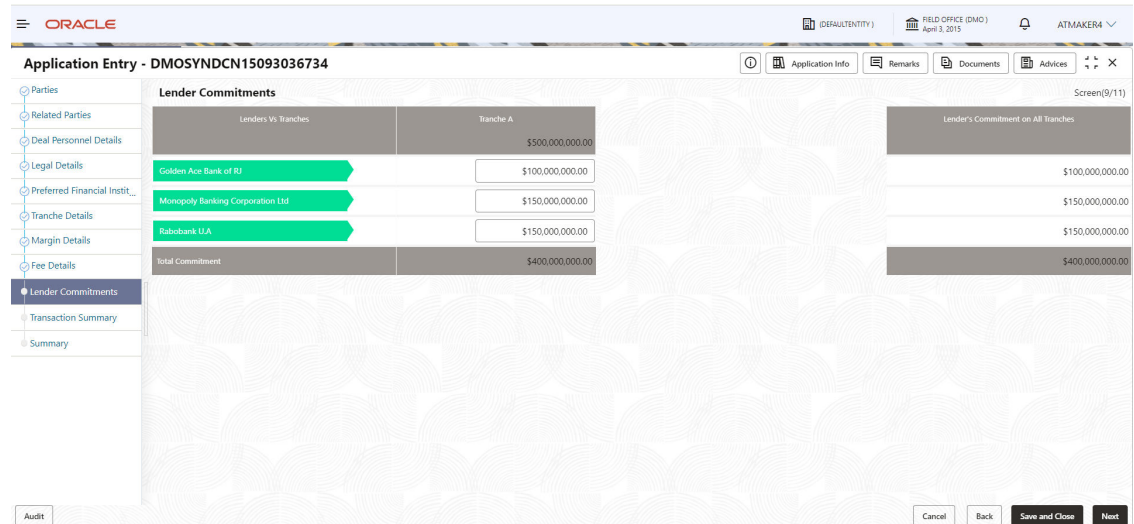 ORACLE
(DEFAULTENTITY )
FIELD OFFICE (DMO )
April 3, 2015
ATMAKER4
Application Entry - DMOSYNDCN15093036734
Application Info
Remarks
Documents
Advices
Parties
Related Parties
Deal Personnel Details
Legal Details
Preferred Financial Instit...
Tranche Details
Margin Details
Fee Details
Lender Commitments
Transaction Summary
Summary
Lender Commitments
Screen(9/11)
Lenders Vs Tranches
Tranche A
Lender's Commitment on All Tranches
$500,000,000.00
Golden Ace Bank of RJ
$100,000,000.00
$100,000,000.00
Monopoly Banking Corporation Ltd
$150,000,000.00
$150,000,000.00
Rabobank U.A
$150,000,000.00
$150,000,000.00
Total Commitment
$400,000,000.00
$400,000,000.00
Audit
Cancel
Back
Save and Close
Next